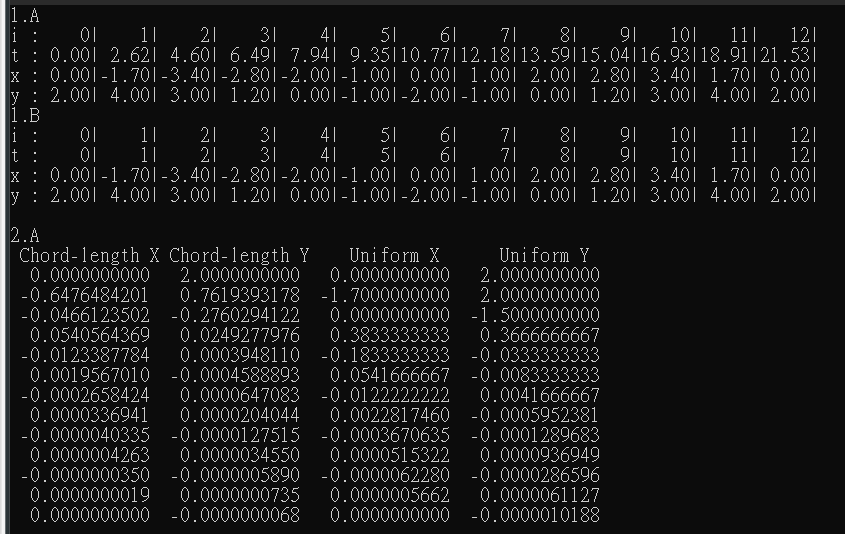 1.A
i :     0|    1|    2|    3|    4|    5|    6|    7|    8|    9|   10|   11|   12|
t : 0.00| 2.62| 4.60| 6.49| 7.94| 9.35|10.77|12.18|13.59|15.04|16.93|18.91|21.53|
x : 0.00|-1.70|-3.40|-2.80|-2.00|-1.00| 0.00| 1.00| 2.00| 2.80| 3.40| 1.70| 0.00|
y : 2.00| 4.00| 3.00| 1.20| 0.00|-1.00|-2.00|-1.00| 0.00| 1.20| 3.00| 4.00| 2.00|
1.B
i :     0|    1|    2|    3|    4|    5|    6|    7|    8|    9|   10|   11|   12|
t :     0|    1|    2|    3|    4|    5|    6|    7|    8|    9|   10|   11|   12|
x : 0.00|-1.70|-3.40|-2.80|-2.00|-1.00| 0.00| 1.00| 2.00| 2.80| 3.40| 1.70| 0.00|
y : 2.00| 4.00| 3.00| 1.20| 0.00|-1.00|-2.00|-1.00| 0.00| 1.20| 3.00| 4.00| 2.00|
2.A
Chord-length X Chord-length Y    Uniform X      Uniform Y
0.0000000000   2.0000000000   0.0000000000   2.0000000000
-0.6476484201   0.7619393178  -1.7000000000   2.0000000000
-0.0466123502  -0.2760294122   0.0000000000  -1.5000000000
0.0540564369   0.0249277976   0.3833333333   0.3666666667
-0.0123387784   0.0003948110  -0.1833333333  -0.0333333333
0.0019567010  -0.0004588893   0.0541666667  -0.0083333333
-0.0002658424   0.0000647083  -0.0122222222   0.0041666667
0.0000336941   0.0000204044   0.0022817460  -0.0005952381
-0.0000040335  -0.0000127515  -0.0003670635  -0.0001289683
0.0000004263   0.0000034550   0.0000515322   0.0000936949
-0.0000000350  -0.0000005890  -0.0000062280  -0.0000286596
0.0000000019   0.0000000735   0.0000005662   0.0000061127
-0.0000000000  -0.0000000068   0.0000000000  -0.0000010188